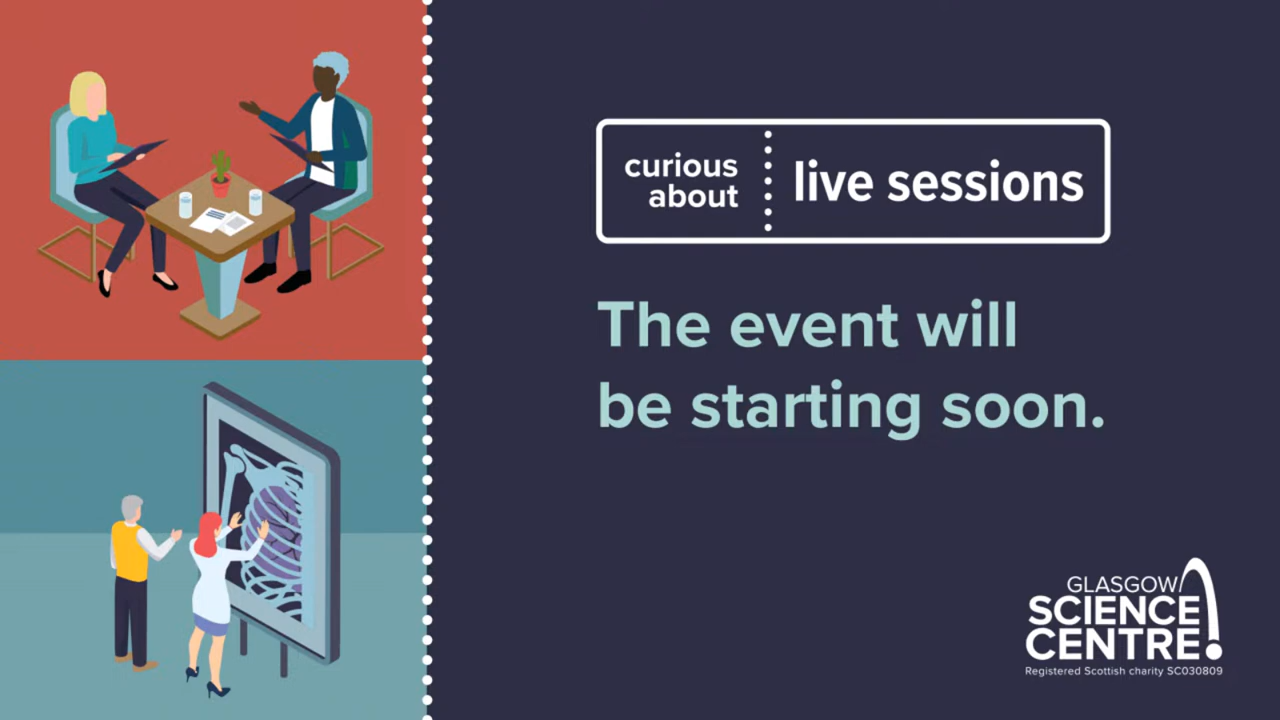 curious
about
live sessions
The event will
be starting soon.
GLASGOW
SCIENCE
CENTRE
Registered Scottish charity SC030809